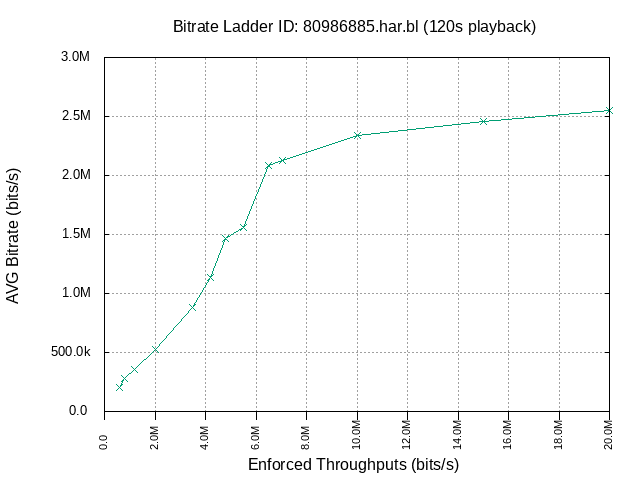 Bitrate Ladder ID: 80986885.har.bl (120s playback)
3.0M
2.5M
2.0M
1.5M
1.0M
500.0k
0.0
AVG Bitrate (bits/s)
0.0
2.0M
4.0M
6.0M
8.0M
10.0M
12.0M
14.0M
16.0M
18.0M
20.0M
Enforced Throughputs (bits/s)